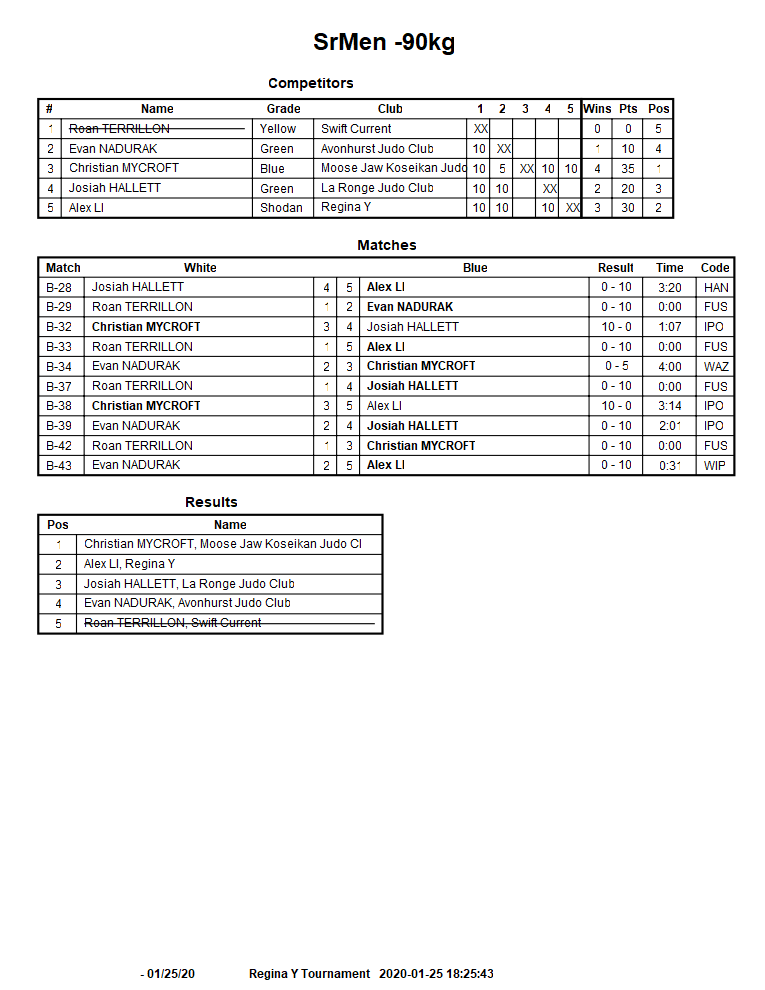 SrMen -90kg
Competitors
# Name Grade Club 1 2 3 4 5 Wins Pts Pos
1 Roan TERRILLON Yellow Swift Current XX 0 0 5
2 Evan NADURAK Green Avonhurst Judo Club 10 XX 1 10 4
3 Christian MYCROFT Blue Moose Jaw Koseikan Judo 10 5 XX 10 10 4 35 1
4 Josiah HALLETT Green La Ronge Judo Club 10 10 XX 2 20 3
5 Alex LI Shodan Regina Y 10 10 10 XX 3 30 2
Matches
Match White Blue Result Time Code
B-28 Josiah HALLETT 4 5 Alex LI 0 - 10 3:20 HAN
B-29 Roan TERRILLON 1 2 Evan NADURAK 0 - 10 0:00 FUS
B-32 Christian MYCROFT 3 4 Josiah HALLETT 10 - 0 1:07 IPO
B-33 Roan TERRILLON 1 5 Alex LI 0 - 10 0:00 FUS
B-34 Evan NADURAK 2 3 Christian MYCROFT 0 - 5 4:00 WAZ
B-37 Roan TERRILLON 1 4 Josiah HALLETT 0 - 10 0:00 FUS
B-38 Christian MYCROFT 3 5 Alex LI 10 - 0 3:14 IPO
B-39 Evan NADURAK 2 4 Josiah HALLETT 0 - 10 2:01 IPO
B-42 Roan TERRILLON 1 3 Christian MYCROFT 0 - 10 0:00 FUS
B-43 Evan NADURAK 2 5 Alex LI 0 - 10 0:31 WIP
Results
Pos Name
1 Christian MYCROFT, Moose Jaw Koseikan Judo Cl
2 Alex LI, Regina Y
3 Josiah HALLETT, La Ronge Judo Club
4 Evan NADURAK, Avonhurst Judo Club
5 Roan TERRILLON, Swift Current
- 01/25/20 Regina Y Tournament 2020-01-25 18:25:43